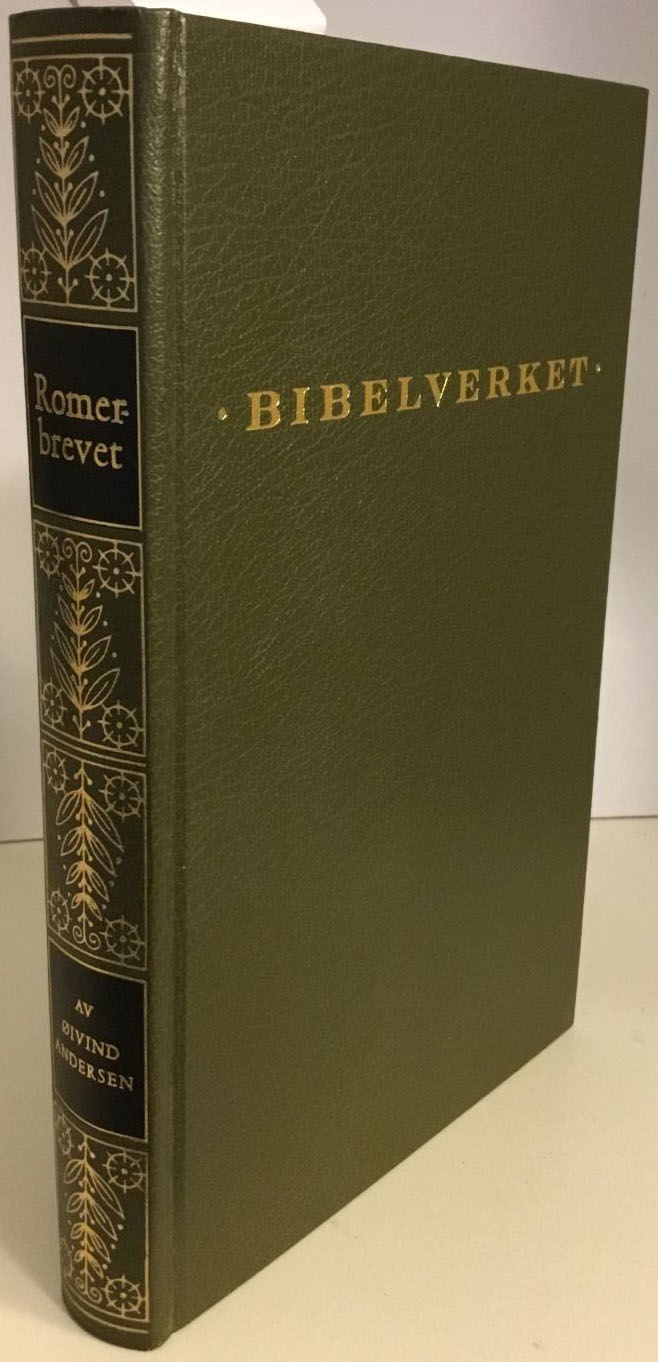 Romer-
brevet
AV
ØIVIND
ANDERSEN
· BIBELVERKET ·